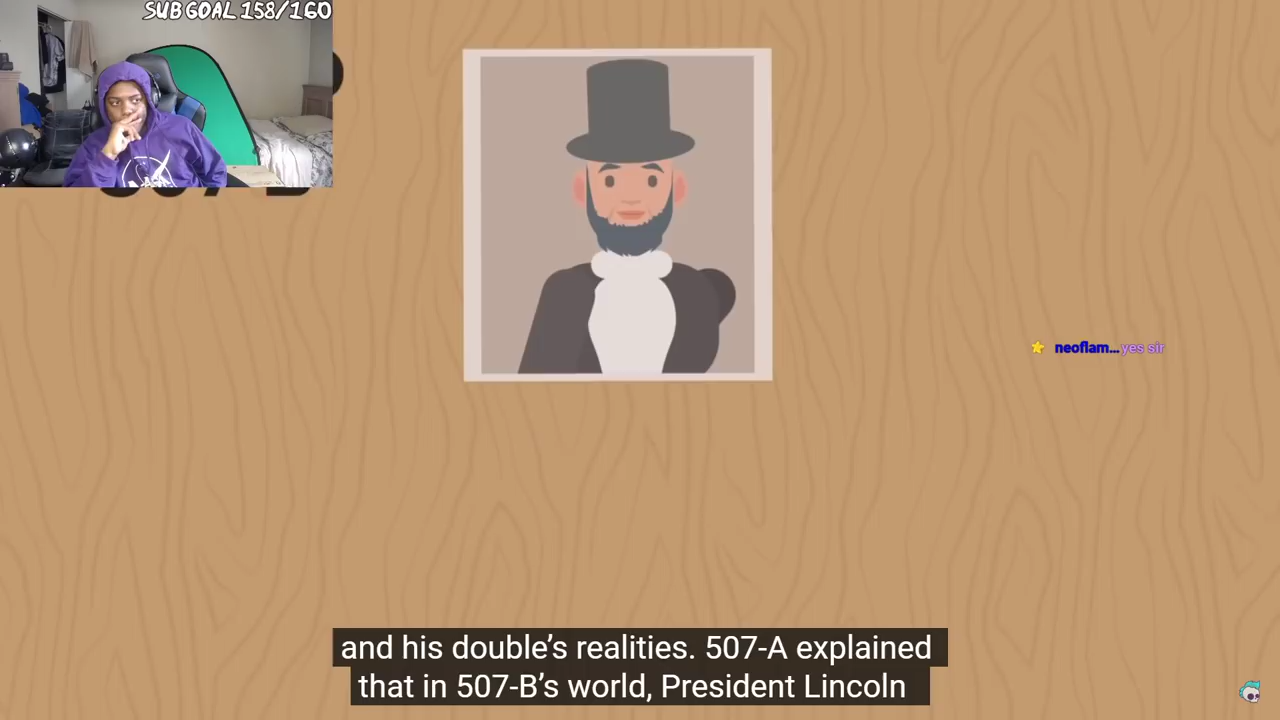 SUB GOAL 158/160
neoflam... yes sir
and his double’s realities. 507-A explained
that in 507-B’s world, President Lincoln